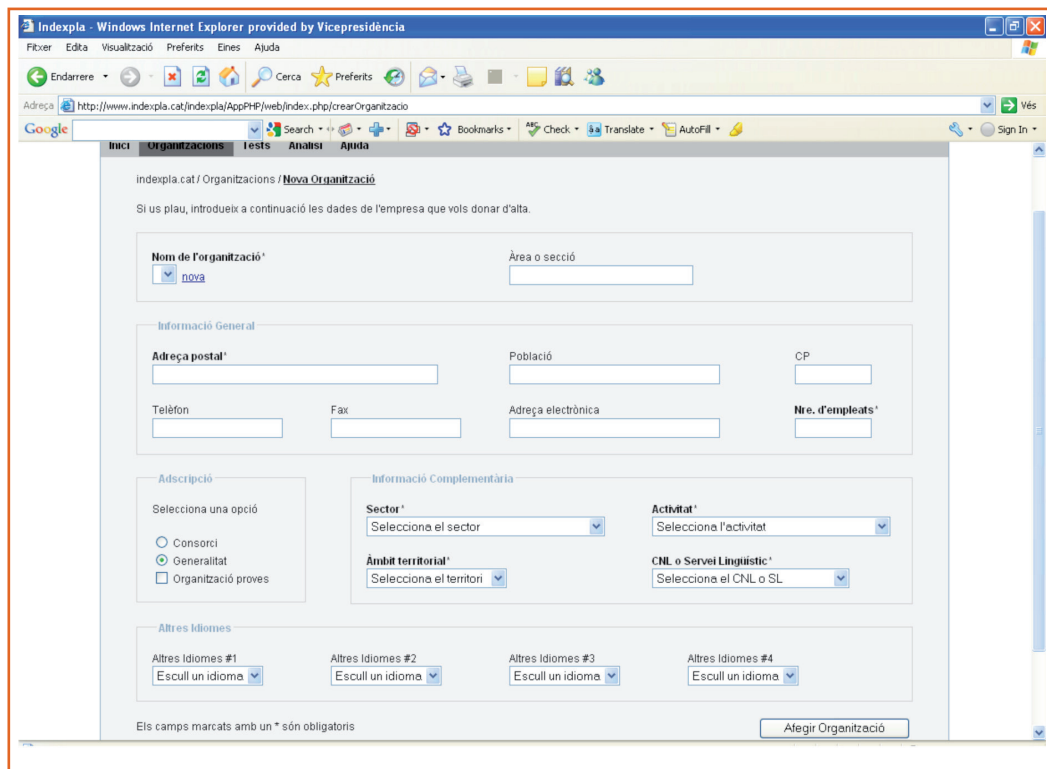 Indexpla - Windows Internet Explorer provided by Vicepresidència
Fitxer Edita Visualització Preferits Eines Ajuda
Endarrere Cerca Preferits
Adreça http://www.indexpla.cat/indexpla/AppPHP/web/index.php/crearOrganitzacio Vés
Google Search Bookmarks ABC Check Translate AutoFill Sign In
Inici Organitzacions Tests Anàlisi Ajuda
indexpla.cat / Organitzacions / Nova Organització
Si us plau, introdueix a continuació les dades de l'empresa que vols donar d'alta.
Nom de l'organització* Àrea o secció
nova
Informació General
Adreça postal* Població CP
Telèfon Fax Adreça electrònica Nre. d'empleats*
Adscripció Informació Complementària
Selecciona una opció Sector* Activitat*
Selecciona el sector Selecciona l'activitat
Consorci
Generalitat Àmbit territorial* CNL o Servei Lingüístic*
Organització proves Selecciona el territori Selecciona el CNL o SL
Altres Idiomes
Altres Idiomes #1 Altres Idiomes #2 Altres Idiomes #3 Altres Idiomes #4
Escull un idioma Escull un idioma Escull un idioma Escull un idioma
Els camps marcats amb un * són obligatoris Afegir Organització